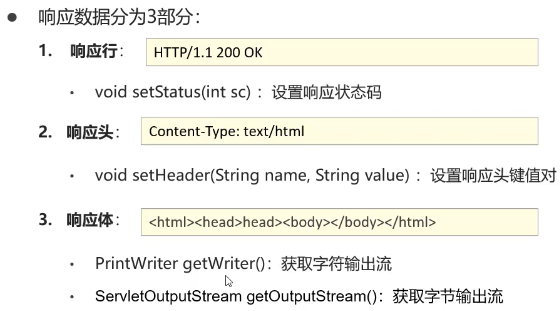 ● 响应数据分为3部分：
1. 响应行： HTTP/1.1 200 OK
• void setStatus(int sc) ：设置响应状态码
2. 响应头： Content-Type: text/html
• void setHeader(String name, String value) ：设置响应头键值对
3. 响应体： <html><head>head><body></body></html>
• PrintWriter getWriter()：获取字符输出流
• ServletOutputStream getOutputStream()：获取字节输出流